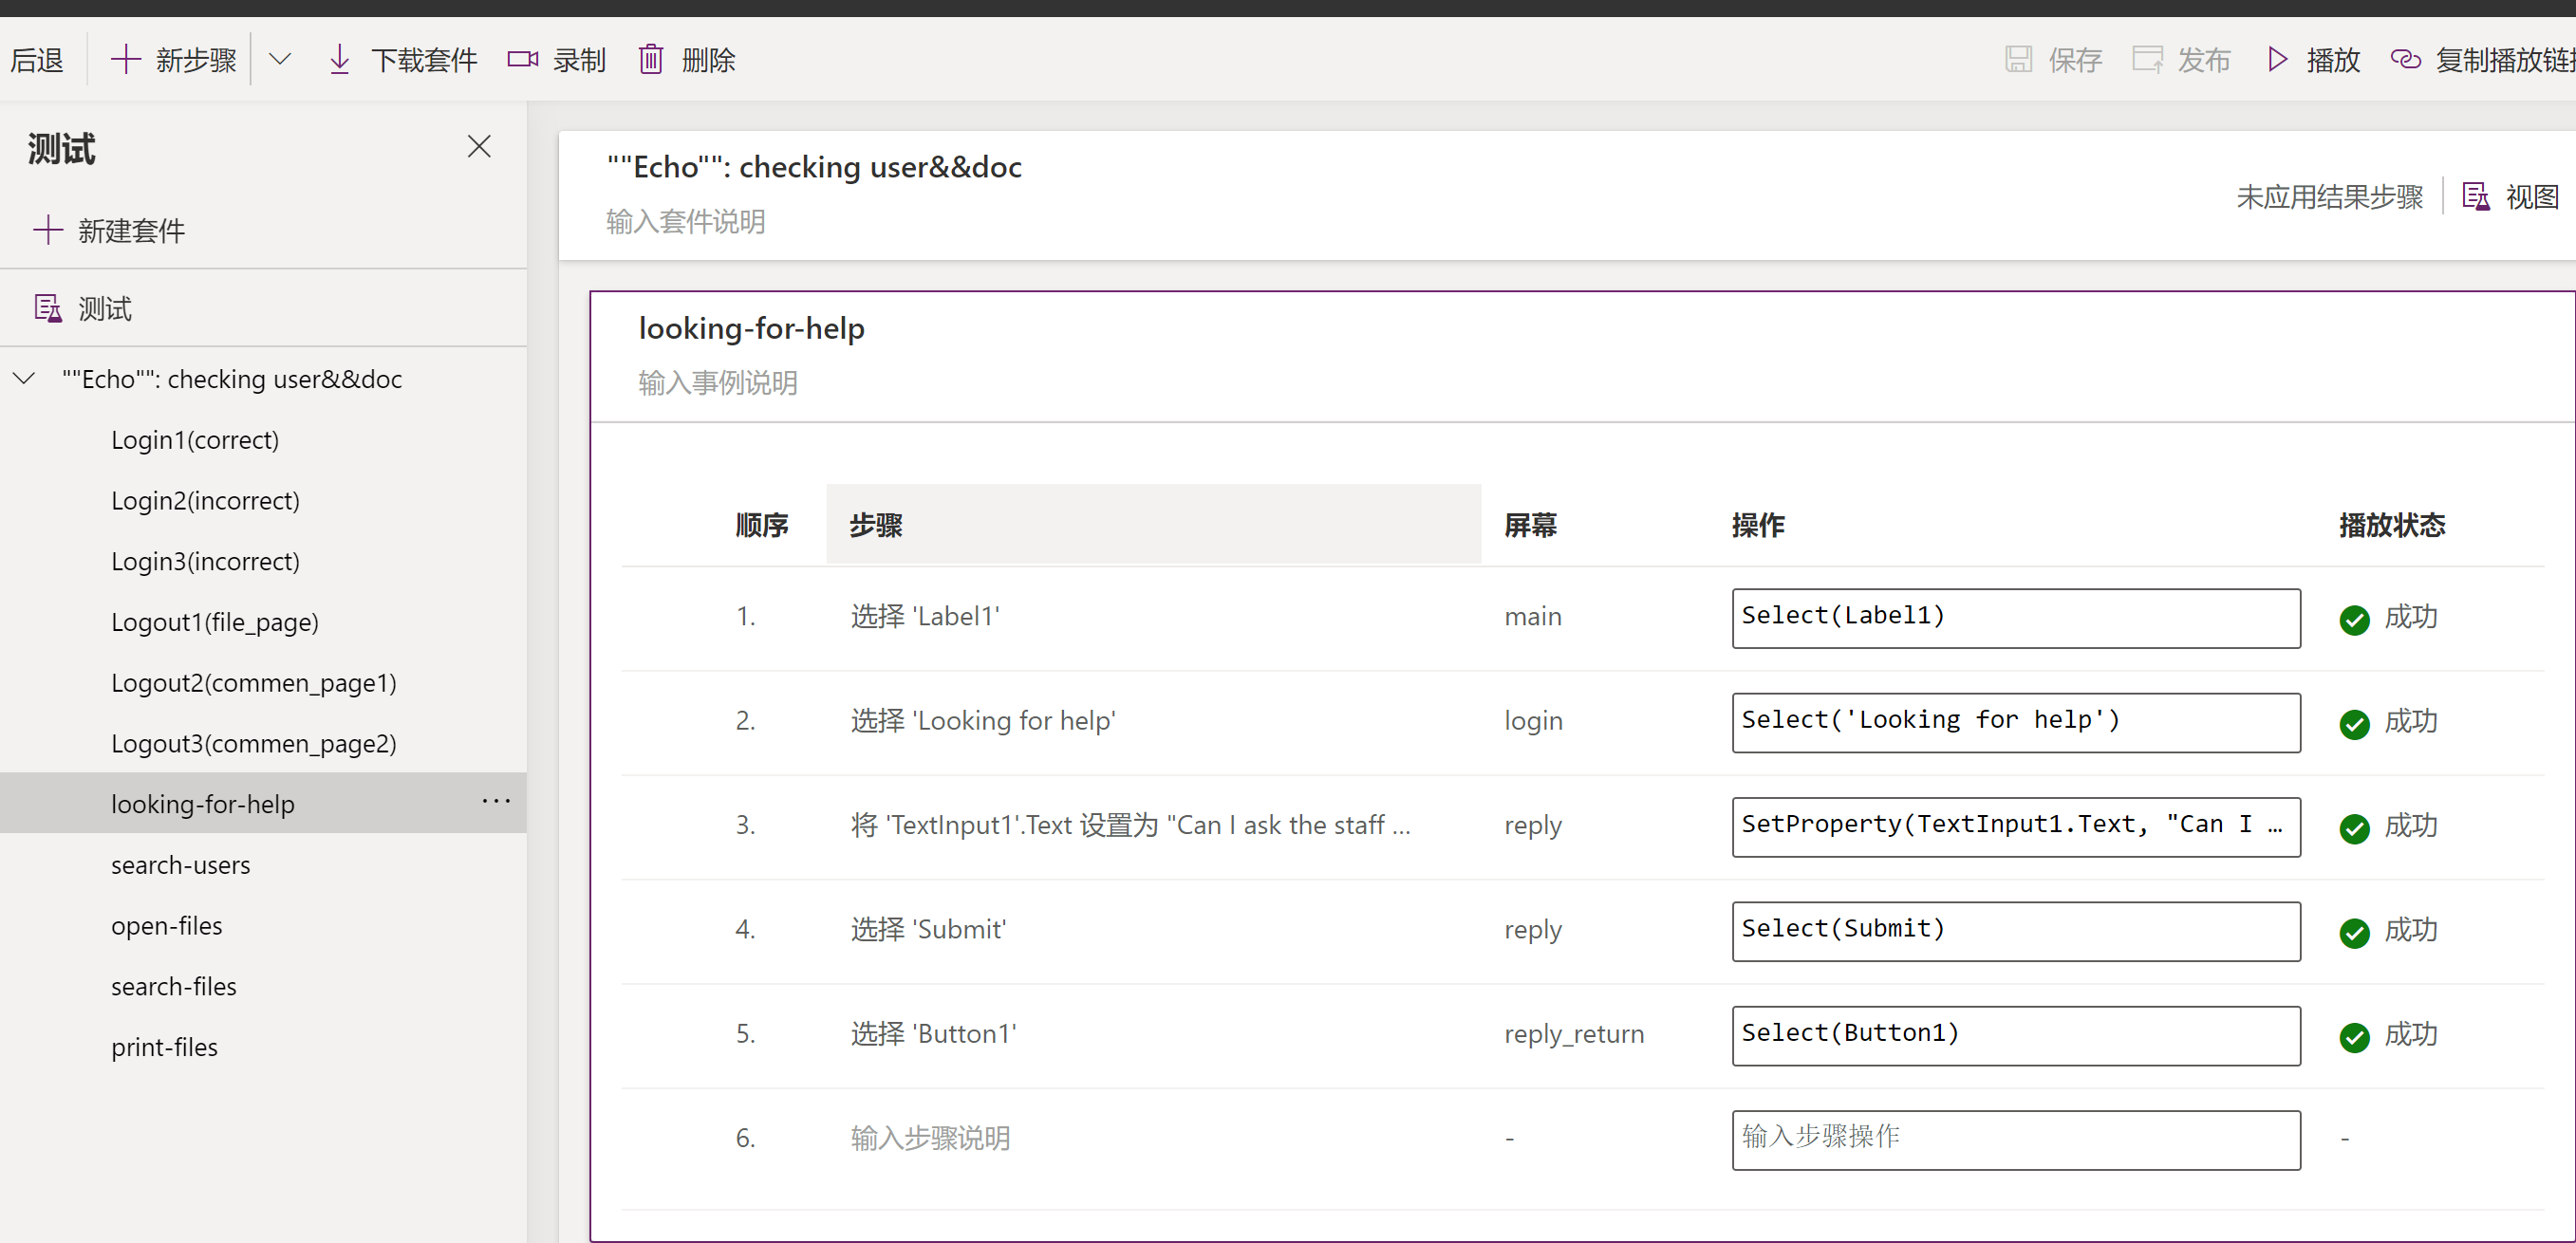 后退 新步骤 下载套件 录制 删除 保存 发布 播放 复制播放链
测试
新建套件
测试
""Echo"": checking user&&doc
Login1(correct)
Login2(incorrect)
Login3(incorrect)
Logout1(file_page)
Logout2(commen_page1)
Logout3(commen_page2)
looking-for-help ...
search-users
open-files
search-files
print-files
""Echo"": checking user&&doc
输入套件说明
未应用结果步骤 视图
looking-for-help
输入事例说明
顺序 步骤 屏幕 操作 播放状态
1. 选择 'Label1' main Select(Label1) 成功
2. 选择 'Looking for help' login Select('Looking for help') 成功
3. 将 'TextInput1'.Text 设置为 "Can I ask the staff ... reply SetProperty(TextInput1.Text, "Can I … 成功
4. 选择 'Submit' reply Select(Submit) 成功
5. 选择 'Button1' reply_return Select(Button1) 成功
6. 输入步骤说明 - 输入步骤操作 -